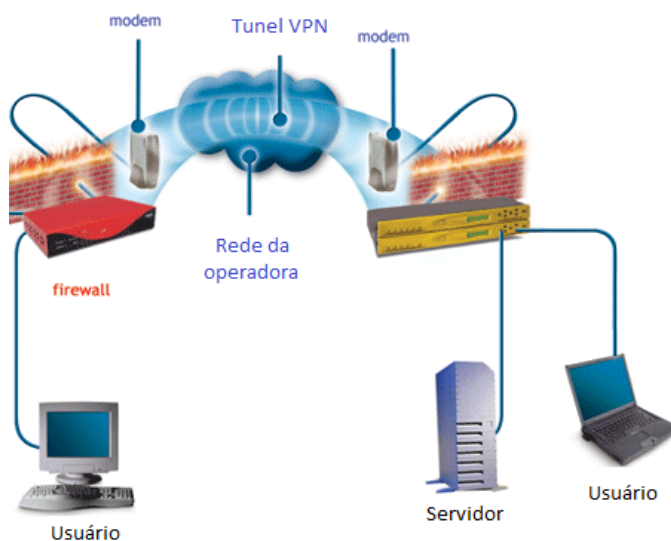 Tunel VPN
modem
modem
Rede da
operadora
firewall
Usuário
Servidor
Usuário